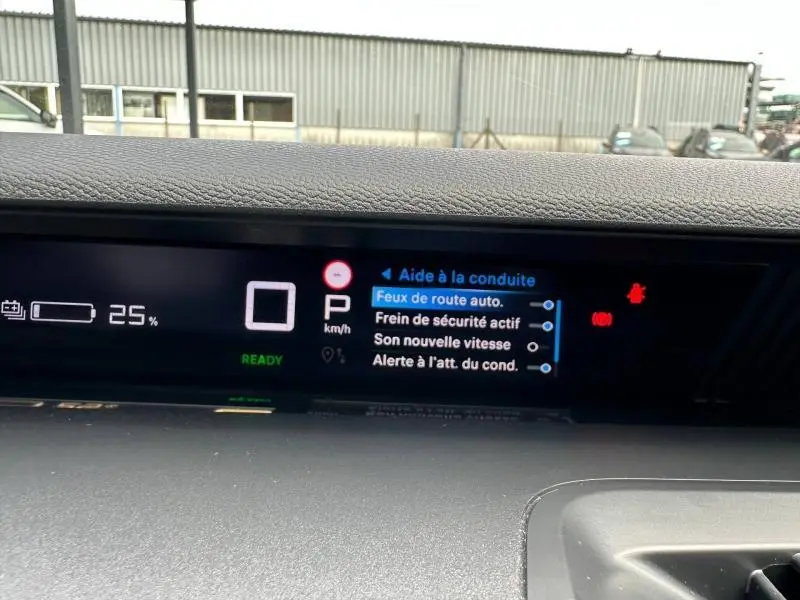 25 %
0
READY
P
km/h
Aide à la conduite
Feux de route auto.
Frein de sécurité actif
Son nouvelle vitesse
Alerte à l'att. du cond.